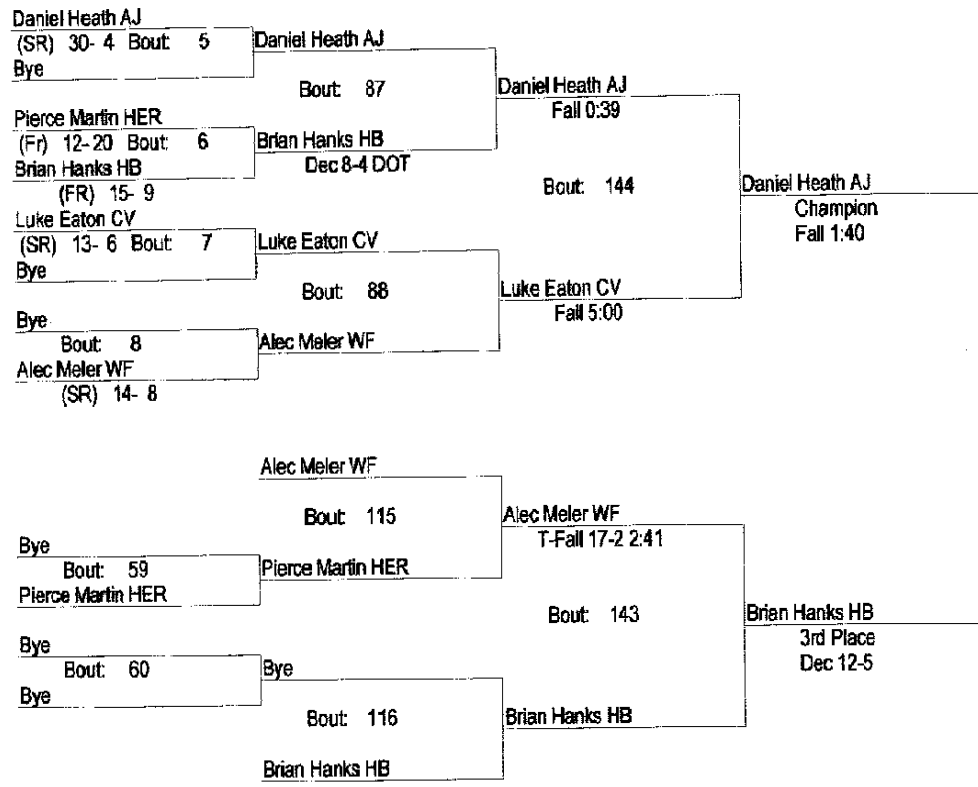 Daniel Heath AJ
(SR) 30- 4 Bout: 5
Bye
Daniel Heath AJ
Bout: 87
Pierce Martin HER
(Fr) 12-20 Bout: 6
Brian Hanks HB
(FR) 15- 9
Brian Hanks HB
Dec 8-4 DOT
Daniel Heath AJ
Fall 0:39
Luke Eaton CV
(SR) 13- 6 Bout: 7
Bye
Luke Eaton CV
Bout: 88
Bye
Bout: 8
Alec Meler WF
(SR) 14- 8
Alec Meler WF
Luke Eaton CV
Fall 5:00
Bout: 144
Daniel Heath AJ
Champion
Fall 1:40
Alec Meler WF
Bout: 115
Bye
Bout: 59
Pierce Martin HER
Pierce Martin HER
Alec Meler WF
T-Fall 17-2 2:41
Bye
Bout: 60
Bye
Bye
Bout: 116
Brian Hanks HB
Brian Hanks HB
Bout: 143
Brian Hanks HB
3rd Place
Dec 12-5